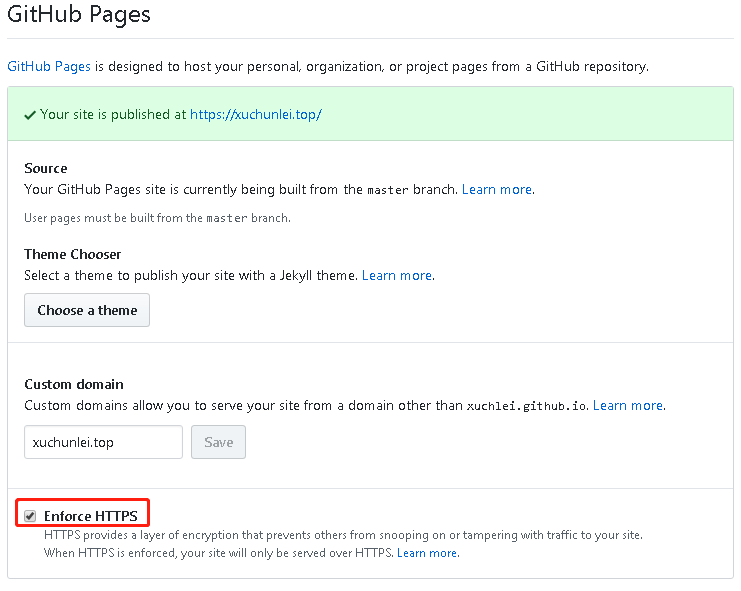 GitHub Pages
GitHub Pages is designed to host your personal, organization, or project pages from a GitHub repository.
Your site is published at https://xuchunlei.top/
Source
Your GitHub Pages site is currently being built from the master branch. Learn more.
User pages must be built from the master branch.
Theme Chooser
Select a theme to publish your site with a Jekyll theme. Learn more.
Choose a theme
Custom domain
Custom domains allow you to serve your site from a domain other than xuchlei.github.io. Learn more.
xuchunlei.top Save
Enforce HTTPS
HTTPS provides a layer of encryption that prevents others from snooping on or tampering with traffic to your site.
When HTTPS is enforced, your site will only be served over HTTPS. Learn more.